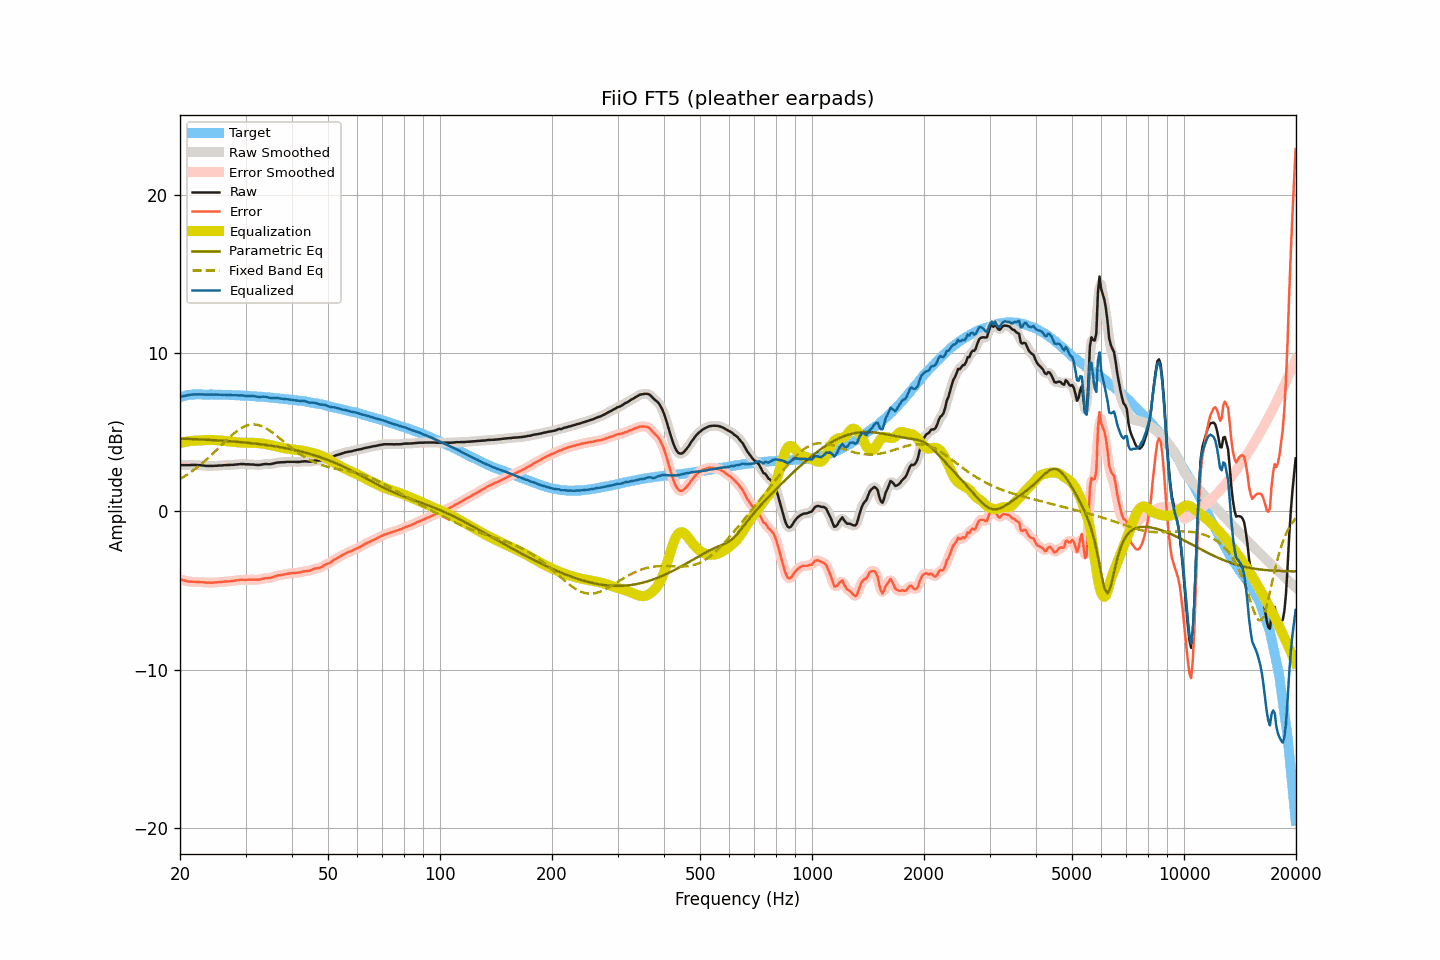 FiiO FT5 (pleather earpads)
Target
Raw Smoothed
Error Smoothed
Raw
Error
Equalization
Parametric Eq
Fixed Band Eq
Equalized
20
10
0
−10
−20
Amplitude (dBr)
20 50 100 200 500 1000 2000 5000 10000 20000
Frequency (Hz)